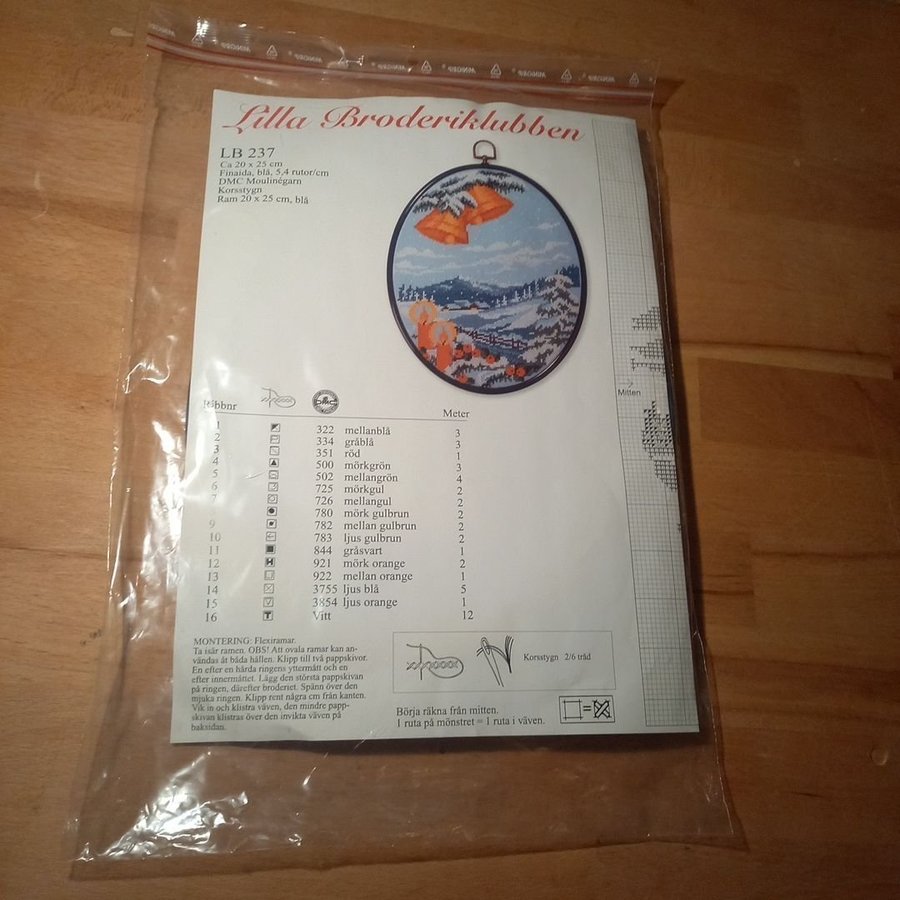 Lilla Broderiklubben
LB 237
Ca 20 x 25 cm
Finaida, blå, 5,4 rutor/cm
DMC Moulinégarn
Korsstygn
Ram 20 x 25 cm, blå
Mitten
Meter
1 322 mellanblå 3
2 334 gråblå 3
3 351 röd 1
4 500 mörkgrön 3
5 502 mellangrön 4
6 725 mörkgul 2
7 726 mellangul 2
780 mörk gulbrun 2
9 782 mellan gulbrun 2
10 783 ljus gulbrun 2
11 844 gråsvart 1
12 921 mörk orange 2
13 922 mellan orange 1
14 3755 ljus blå 5
15 3854 ljus orange 1
16 Vitt 12
MONTERING: Flexiramar.
Ta isär ramen. OBS! Att ovala ramar kan an-
vändas åt båda hållen. Klipp till två pappskivor.
En efter en hårda ringens yttermått och en
efter innermåttet. Lägg den största pappskivan
på ringen, därefter broderiet. Spänn över den
mjuka ringen. Klipp rent några cm från kanten.
Vik in och klistra väven, den mindre papp-
skivan klistras över den invikta väven på
baksidan.
Korsstygn 2/6 tråd
Börja räkna från mitten.
1 ruta på mönstret = 1 ruta i väven.